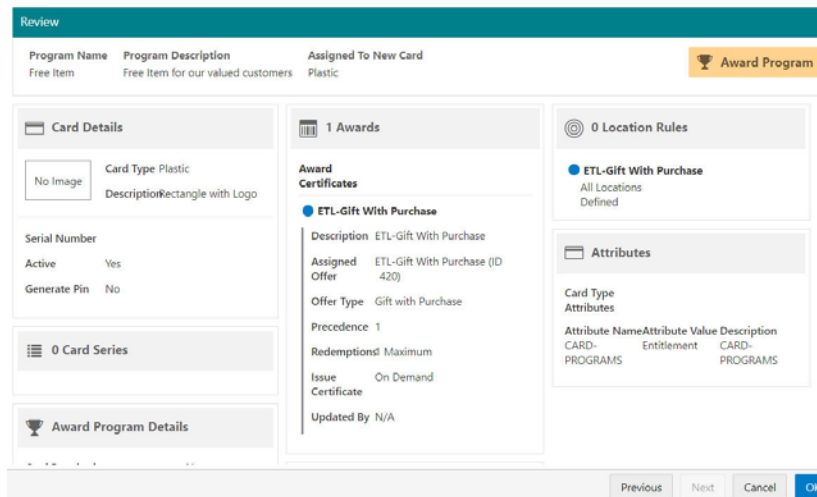 Review
Program Name Program Description Assigned To New Card
Free Item Free Item for our valued customers Plastic
Award Program
Card Details
No Image
Card Type Plastic
Description Rectangle with Logo
Serial Number
Active Yes
Generate Pin No
0 Card Series
Award Program Details
1 Awards
Award
Certificates
ETL-Gift With Purchase
Description ETL-Gift With Purchase
Assigned ETL-Gift With Purchase (ID
Offer 420)
Offer Type Gift with Purchase
Precedence 1
Redemptions 1 Maximum
Issue On Demand
Certificate
Updated By N/A
0 Location Rules
ETL-Gift With Purchase
All Locations
Defined
Attributes
Card Type
Attributes
Attribute Name Attribute Value Description
CARD- Entitlement CARD-
PROGRAMS PROGRAMS
Previous Next Cancel OK